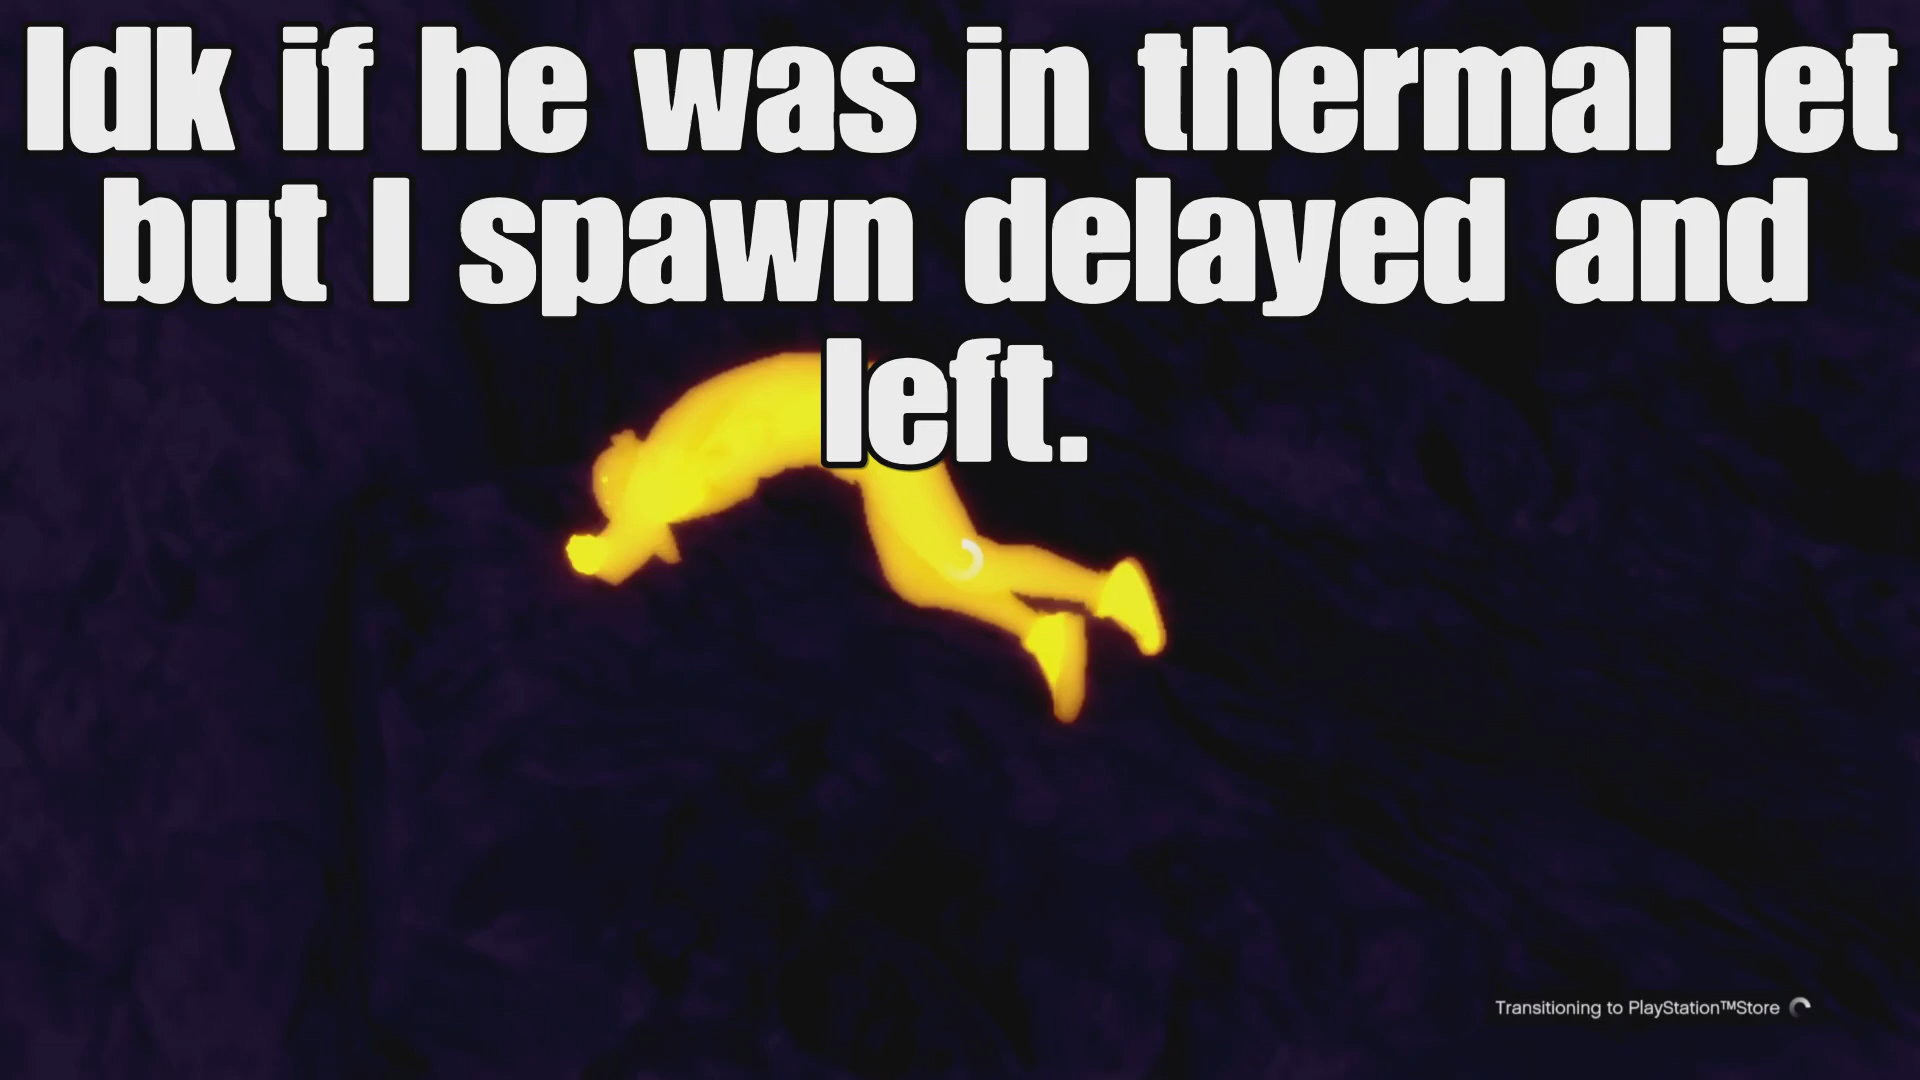 Idk if he was in thermal jet
but I spawn delayed and
left.
Transitioning to PlayStation™Store